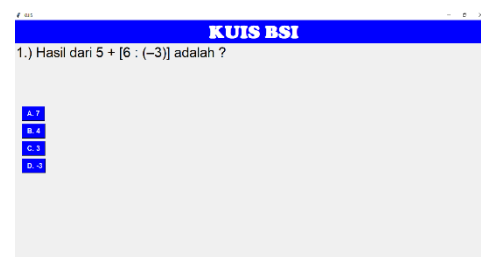 KUIS BSI
1.) Hasil dari 5 + [6 : (–3)] adalah ?
A. 7
B. 4
C. 3
D. -3